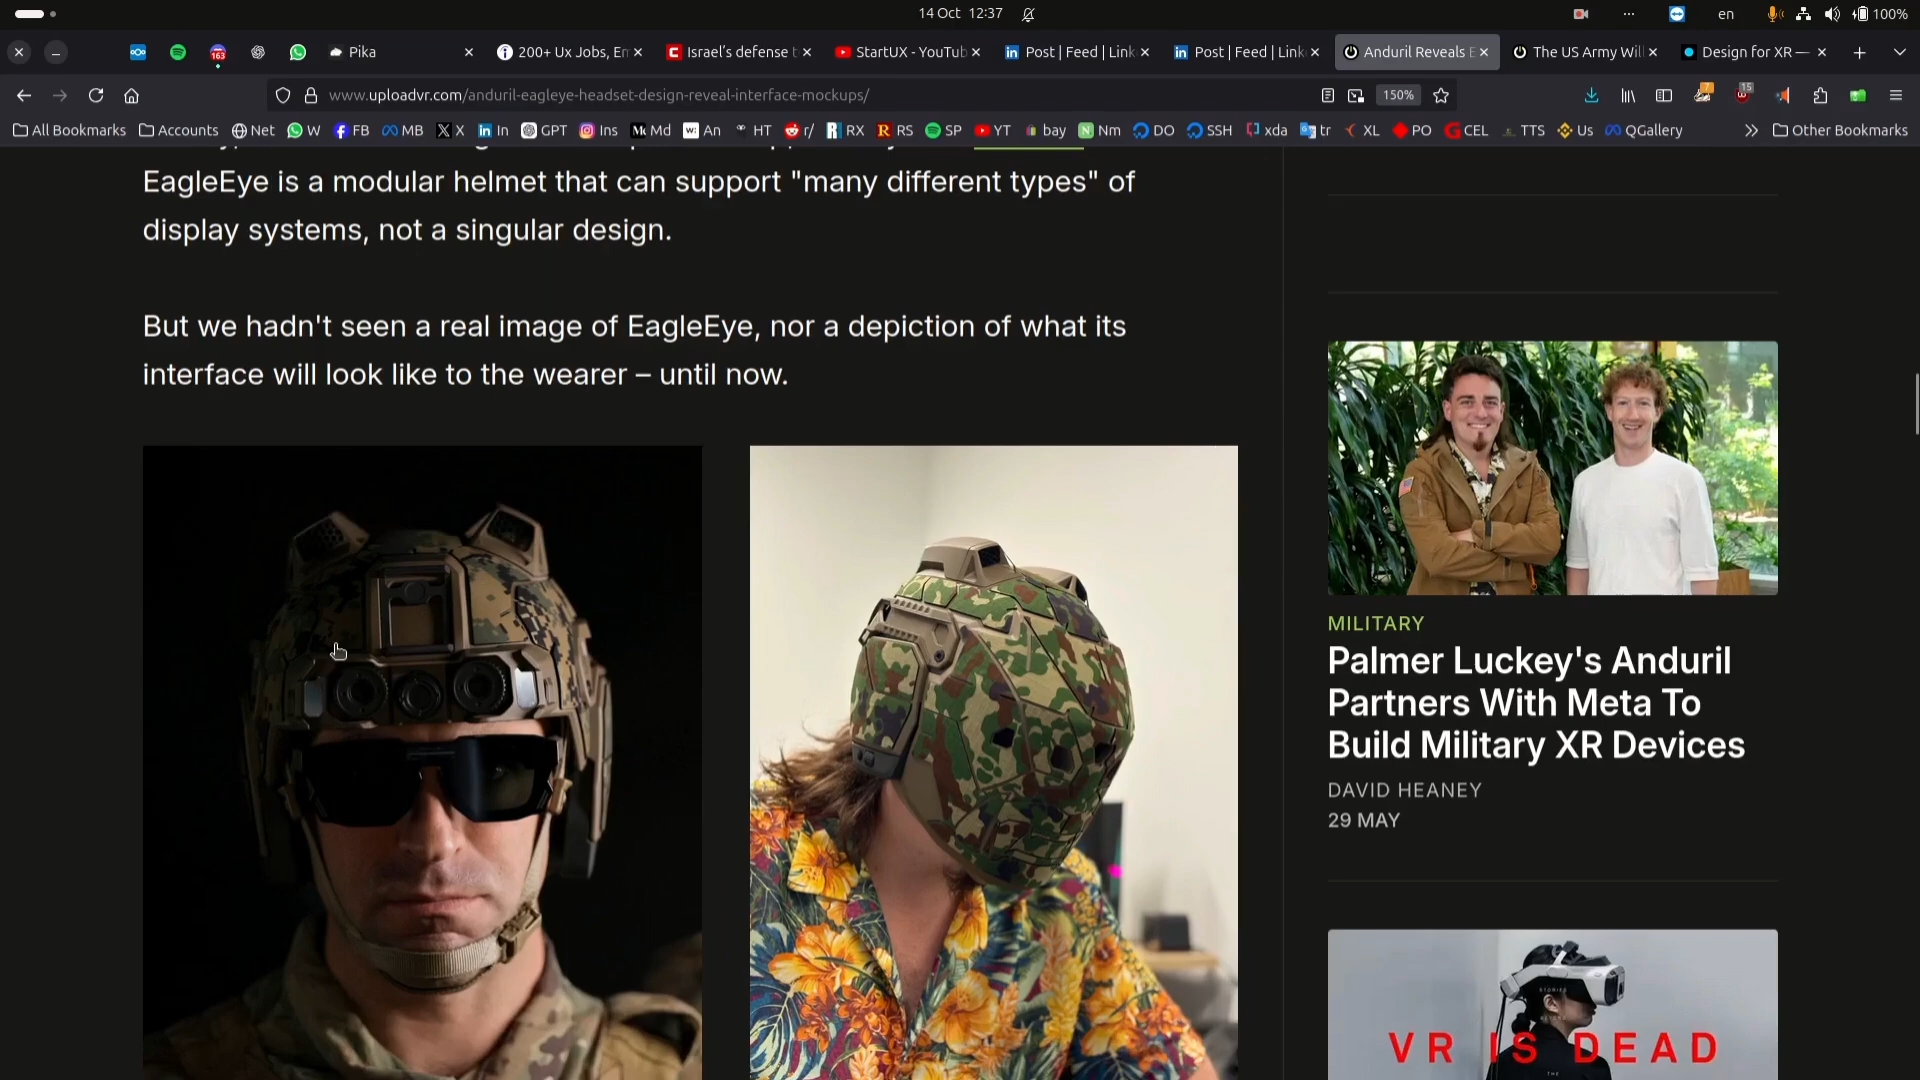 14 Oct 12:37
en
100%
163
Pika
200+ Ux Jobs, Em
Israel's defense t
StartUX - YouTub
Post | Feed | Link
Post | Feed | Link
Anduril Reveals E
The US Army Will
Design for XR —
www.uploadvr.com/anduril-eagleye-headset-design-reveal-interface-mockups/
150%
7
15
All Bookmarks
Accounts
Net
W
FB
MB
X
In
GPT
Ins
Md
An
HT
r/
RX
RS
SP
YT
bay
Nm
DO
SSH
xda
tr
XL
PO
CEL
TTS
Us
QGallery
Other Bookmarks
EagleEye is a modular helmet that can support "many different types" of
display systems, not a singular design.
But we hadn't seen a real image of EagleEye, nor a depiction of what its
interface will look like to the wearer – until now.
MILITARY
Palmer Luckey's Anduril
Partners With Meta To
Build Military XR Devices
DAVID HEANEY
29 MAY
VR IS DEAD
THE